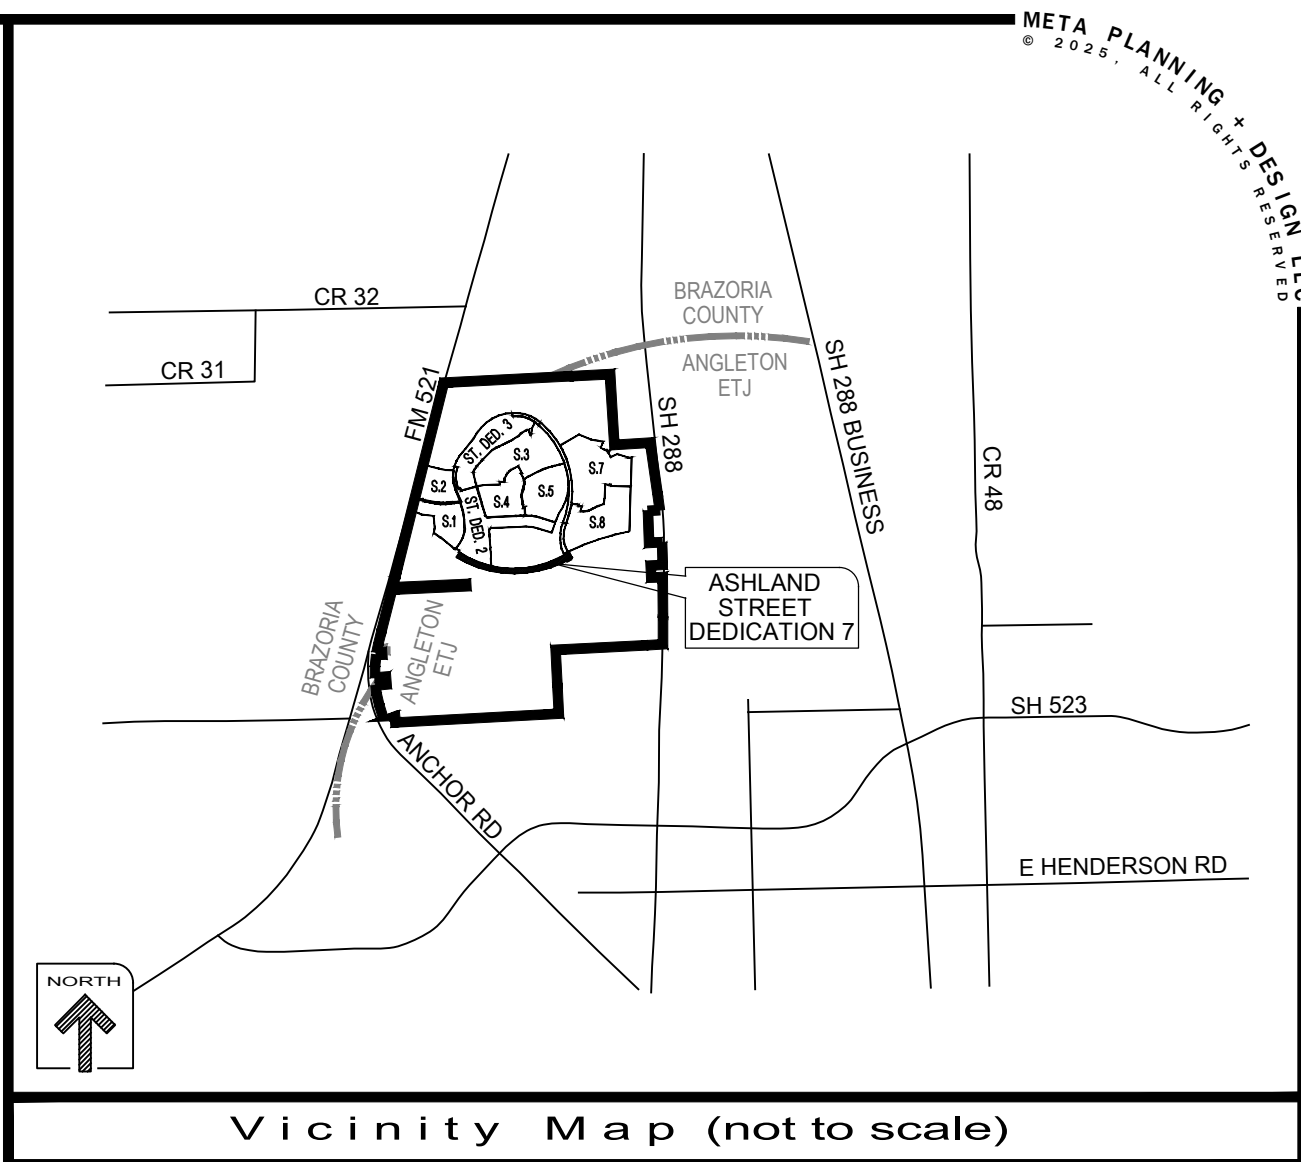 META PLANNING + DESIGN LLC
© 2025, ALL RIGHTS RESERVED
CR 32
CR 31
BRAZORIA
COUNTY
ANGLETON
ETJ
FM 521
SH 288
SH 288 BUSINESS
CR 48
ST. DED. 3
S.3
S.7
S.2
S.4
S.5
S.1
ST. DED. 2
S.8
ASHLAND
STREET
DEDICATION 7
BRAZORIA
COUNTY
ANGLETON
ETJ
SH 523
ANCHOR RD
E HENDERSON RD
NORTH
Vicinity Map (not to scale)